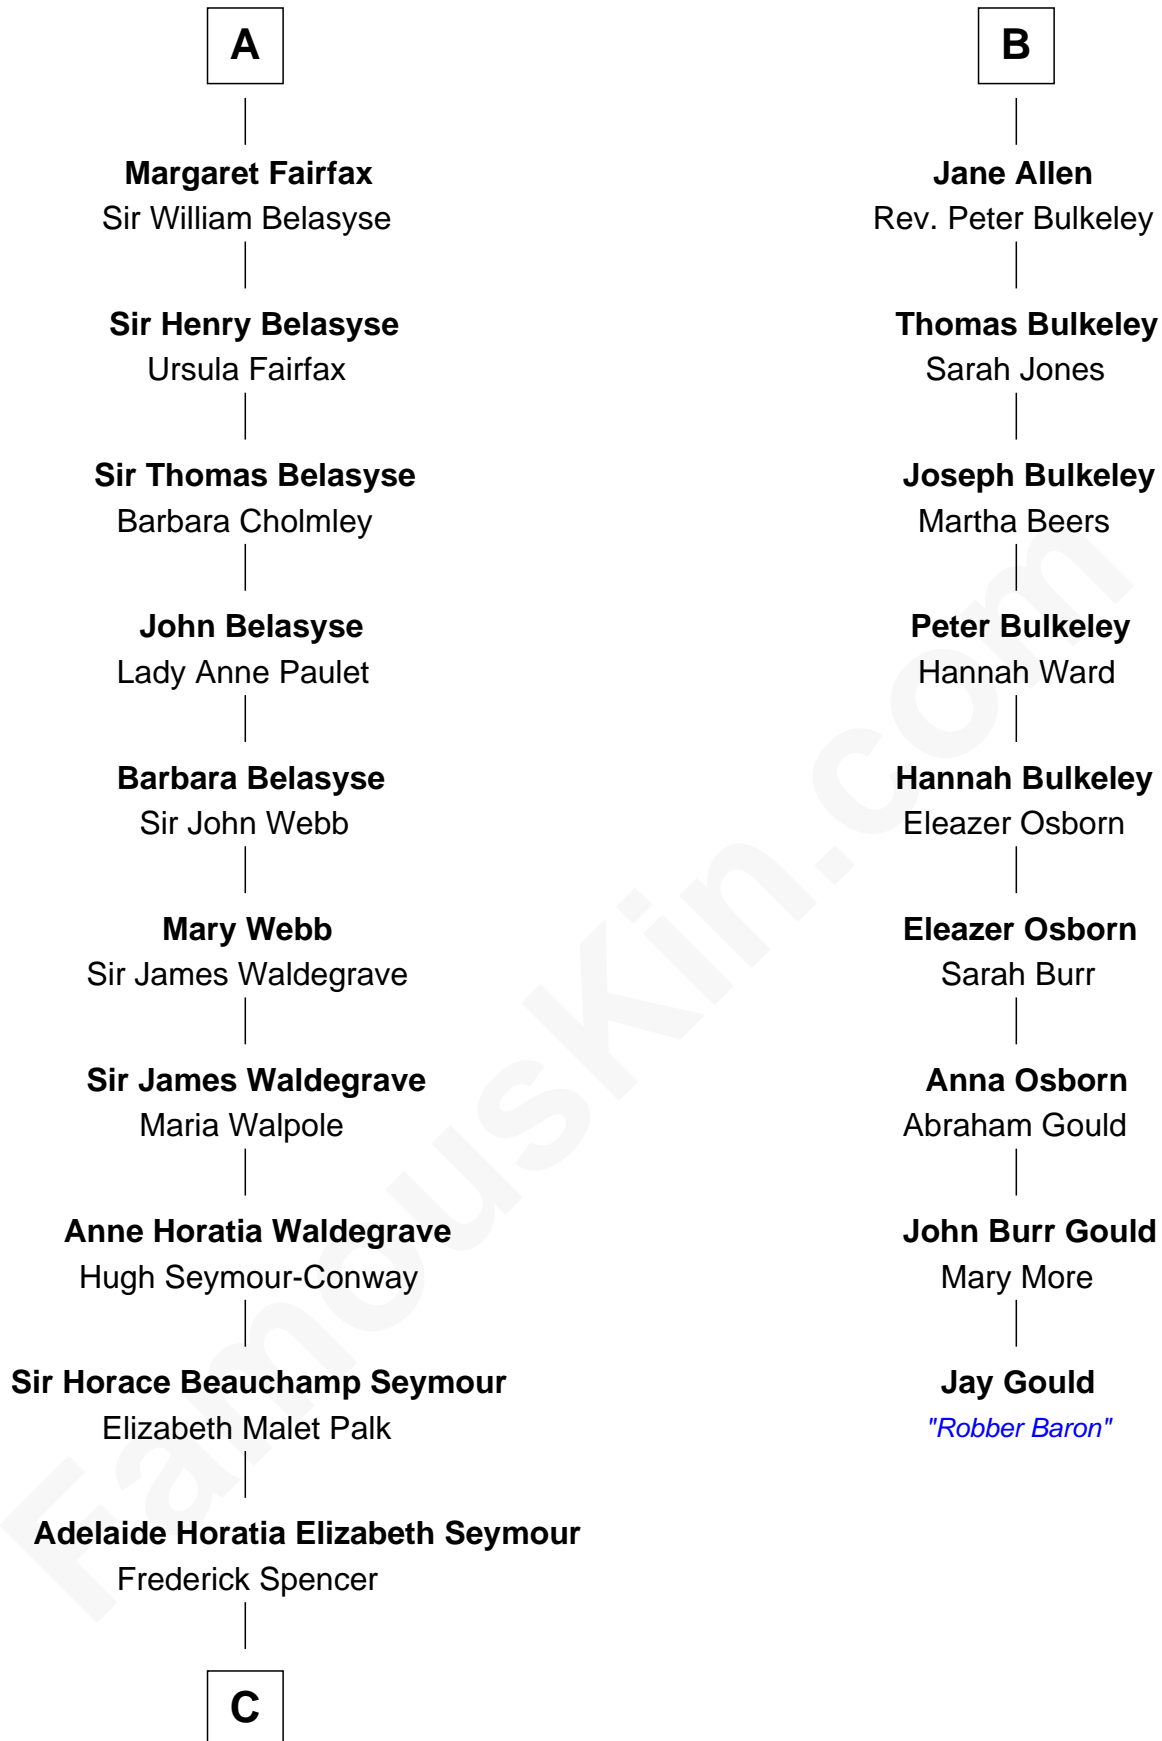 A
Margaret Fairfax
Sir William Belasyse
Sir Henry Belasyse
Ursula Fairfax
Sir Thomas Belasyse
Barbara Cholmley
John Belasyse
Lady Anne Paulet
Barbara Belasyse
Sir John Webb
Mary Webb
Sir James Waldegrave
Sir James Waldegrave
Maria Walpole
Anne Horatia Waldegrave
Hugh Seymour-Conway
Sir Horace Beauchamp Seymour
Elizabeth Malet Palk
Adelaide Horatia Elizabeth Seymour
Frederick Spencer
C
B
Jane Allen
Rev. Peter Bulkeley
Thomas Bulkeley
Sarah Jones
Joseph Bulkeley
Martha Beers
Peter Bulkeley
Hannah Ward
Hannah Bulkeley
Eleazer Osborn
Eleazer Osborn
Sarah Burr
Anna Osborn
Abraham Gould
John Burr Gould
Mary More
Jay Gould
"Robber Baron"
FamousKin.com